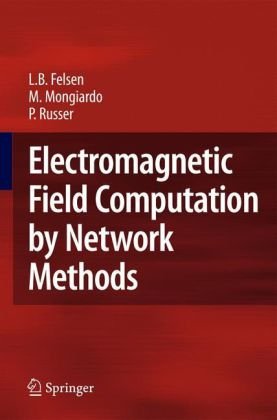 L.B. Felsen
M. Mongiardo
P. Russer
Electromagnetic
Field Computation
by Network
Methods
Springer